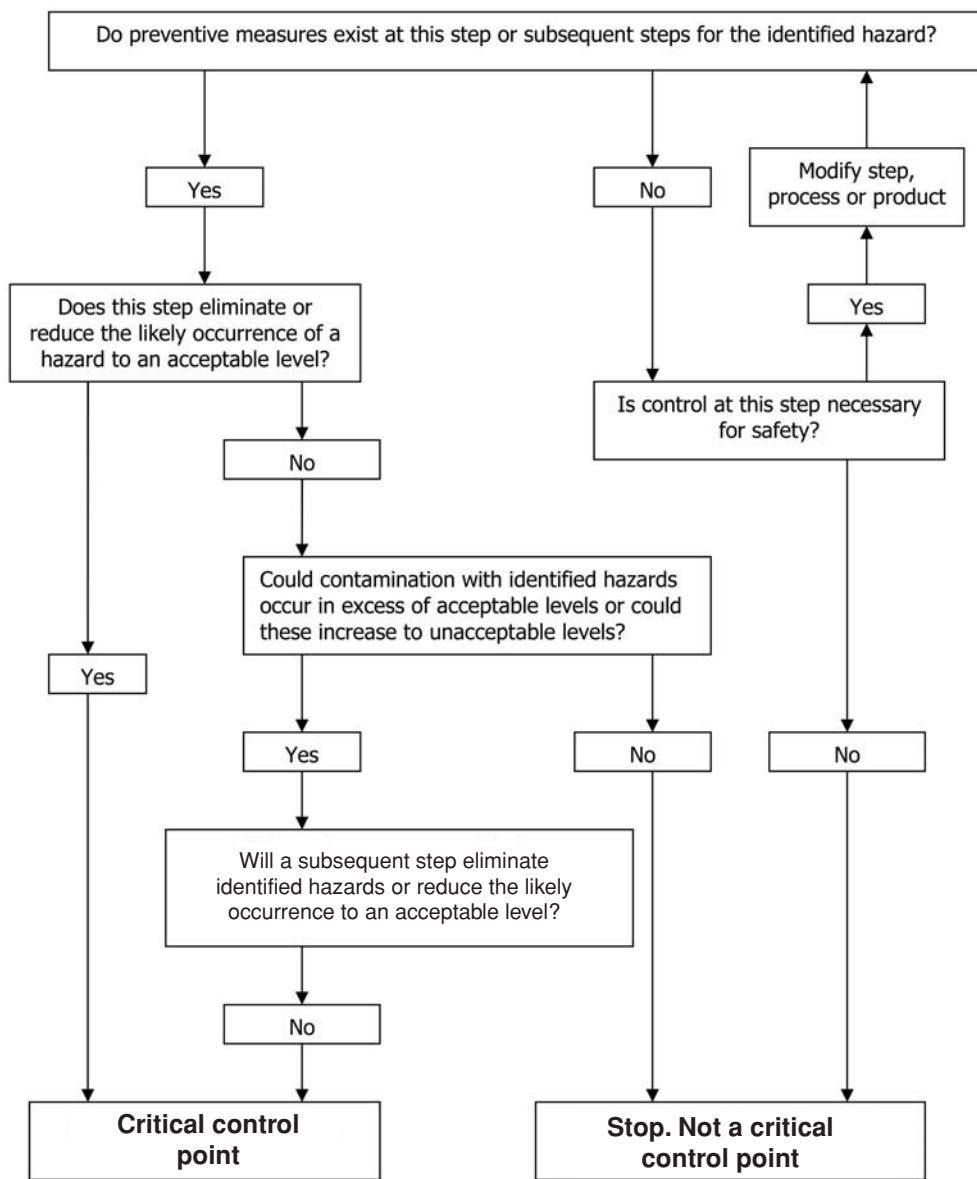 Do preventive measures exist at this step or subsequent steps for the identified hazard?
Yes
No
Modify step,
process or product
Yes
Does this step eliminate or
reduce the likely occurrence of a
hazard to an acceptable level?
Is control at this step necessary
for safety?
No
Could contamination with identified hazards
occur in excess of acceptable levels or could
these increase to unacceptable levels?
Yes
Yes
No
No
Will a subsequent step eliminate
identified hazards or reduce the likely
occurrence to an acceptable level?
No
Critical control
point
Stop. Not a critical
control point